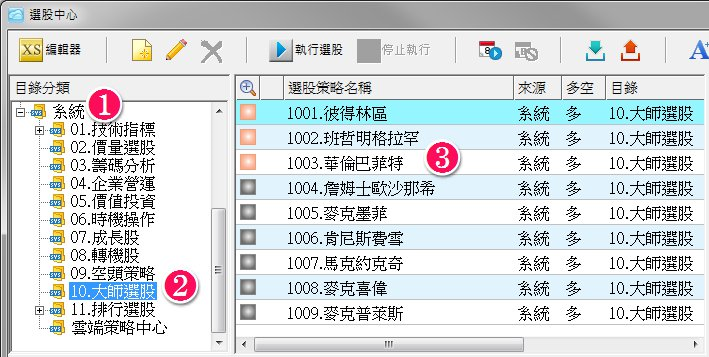 選股中心
XS 編輯器 執行選股 停止執行 A
目錄分類
系統 1
01.技術指標
02.價量選股
03.籌碼分析
04.企業營運
05.價值投資
06.時機操作
07.成長股
08.轉機股
09.空頭策略
10.大師選股 2
11.排行選股
雲端策略中心
選股策略名稱 來源 多空 目錄
1001.彼得林區 系統 多 10.大師選股
1002.班哲明格拉罕 系統 多 10.大師選股
1003.華倫巴菲特 3 系統 多 10.大師選股
1004.詹姆士歐沙那希 系統 多 10.大師選股
1005.麥克墨菲 系統 多 10.大師選股
1006.肯尼斯費雪 系統 多 10.大師選股
1007.馬克約克奇 系統 多 10.大師選股
1008.麥克喜偉 系統 多 10.大師選股
1009.麥克普萊斯 系統 多 10.大師選股